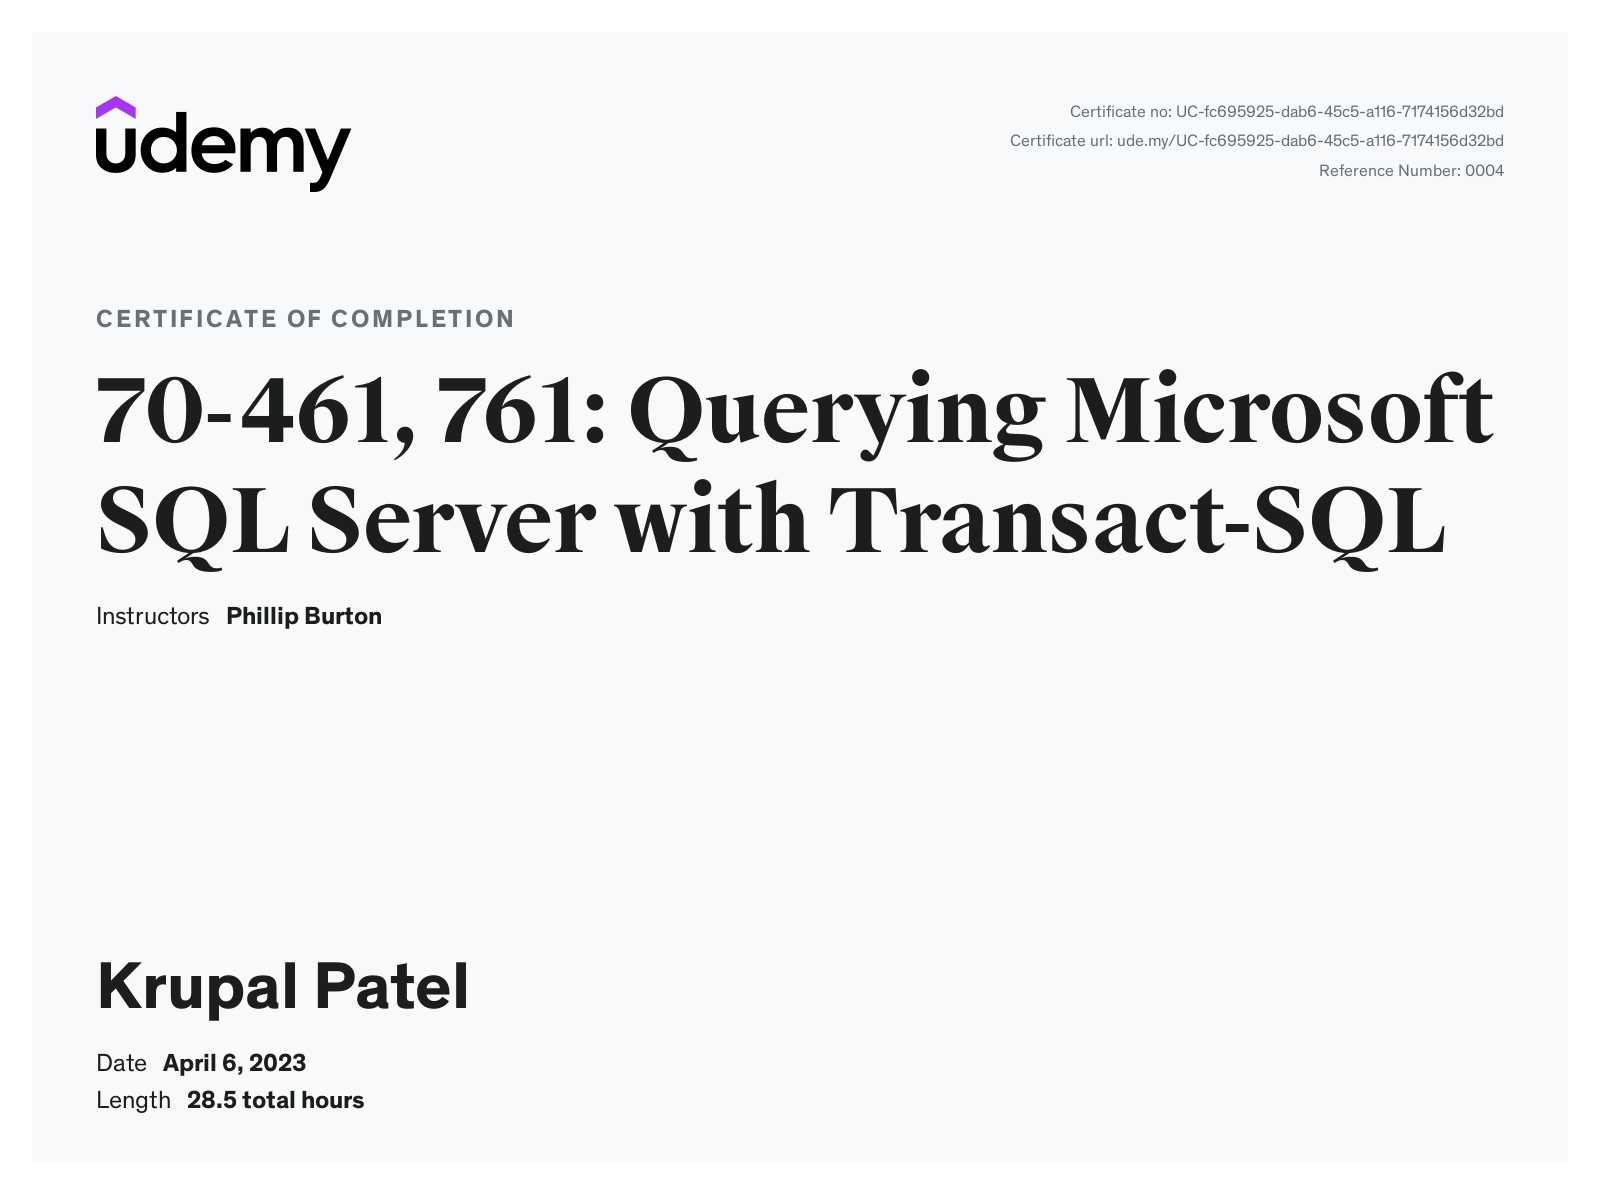 udemy
Certificate no: UC-fc695925-dab6-45c5-a116-7174156d32bd
Certificate url: ude.my/UC-fc695925-dab6-45c5-a116-7174156d32bd
Reference Number: 0004
CERTIFICATE OF COMPLETION
70-461, 761: Querying Microsoft
SQL Server with Transact-SQL
Instructors Phillip Burton
Krupal Patel
Date April 6, 2023
Length 28.5 total hours